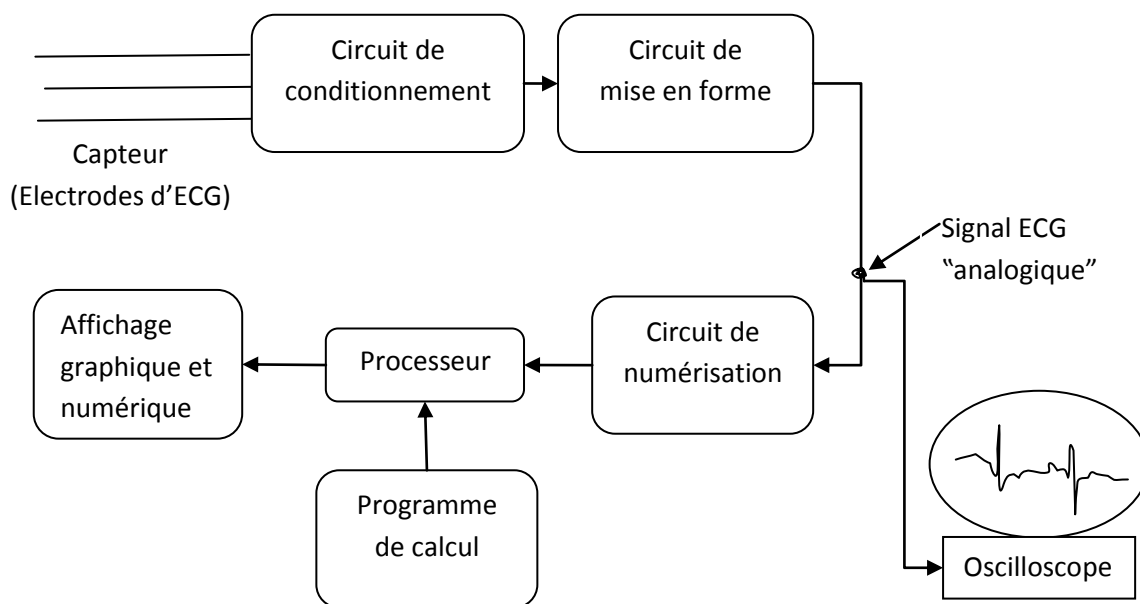 Circuit de
conditionnement
Circuit de
mise en forme
Capteur
(Electrodes d’ECG)
Signal ECG
“analogique”
Affichage
graphique et
numérique
Processeur
Circuit de
numérisation
Programme
de calcul
Oscilloscope